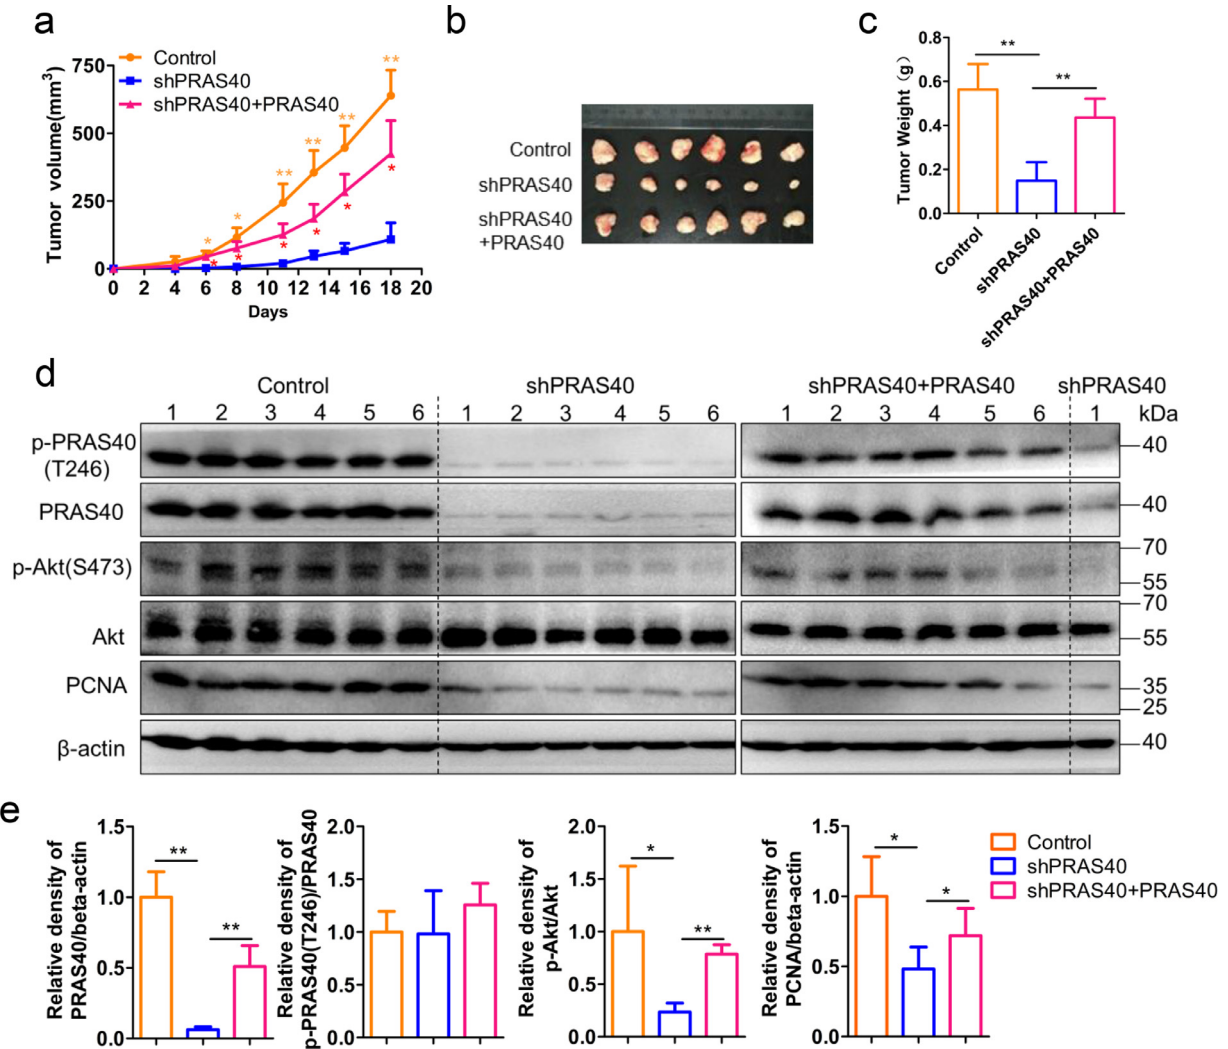 a
Control
shPRAS40
shPRAS40+PRAS40
Tumor volume(mm³)
750
500
250
0
** 
**
**
**
*
*
*
*
*
*
*
*
0 2 4 6 8 10 12 14 16 18 20
Days
b
Control
shPRAS40
shPRAS40
+PRAS40
c
Tumor Weight (g)
0.8
0.6
0.4
0.2
0.0
**
**
Control
shPRAS40
shPRAS40+PRAS40
d
Control shPRAS40 shPRAS40+PRAS40 shPRAS40
1 2 3 4 5 6 1 2 3 4 5 6 1 2 3 4 5 6 1 kDa
p-PRAS40
(T246)
40
PRAS40
40
p-Akt(S473)
70
55
Akt
70
55
PCNA
35
25
β-actin
40
e
Relative density of
PRAS40/beta-actin
1.5
1.0
0.5
0.0
**
**
Relative density of
p-PRAS40(T246)/PRAS40
2.0
1.5
1.0
0.5
0.0
Relative density of
p-Akt/Akt
2.0
1.5
1.0
0.5
0.0
*
**
Relative density of
PCNA/beta-actin
1.5
1.0
0.5
0.0
*
*
Control
shPRAS40
shPRAS40+PRAS40